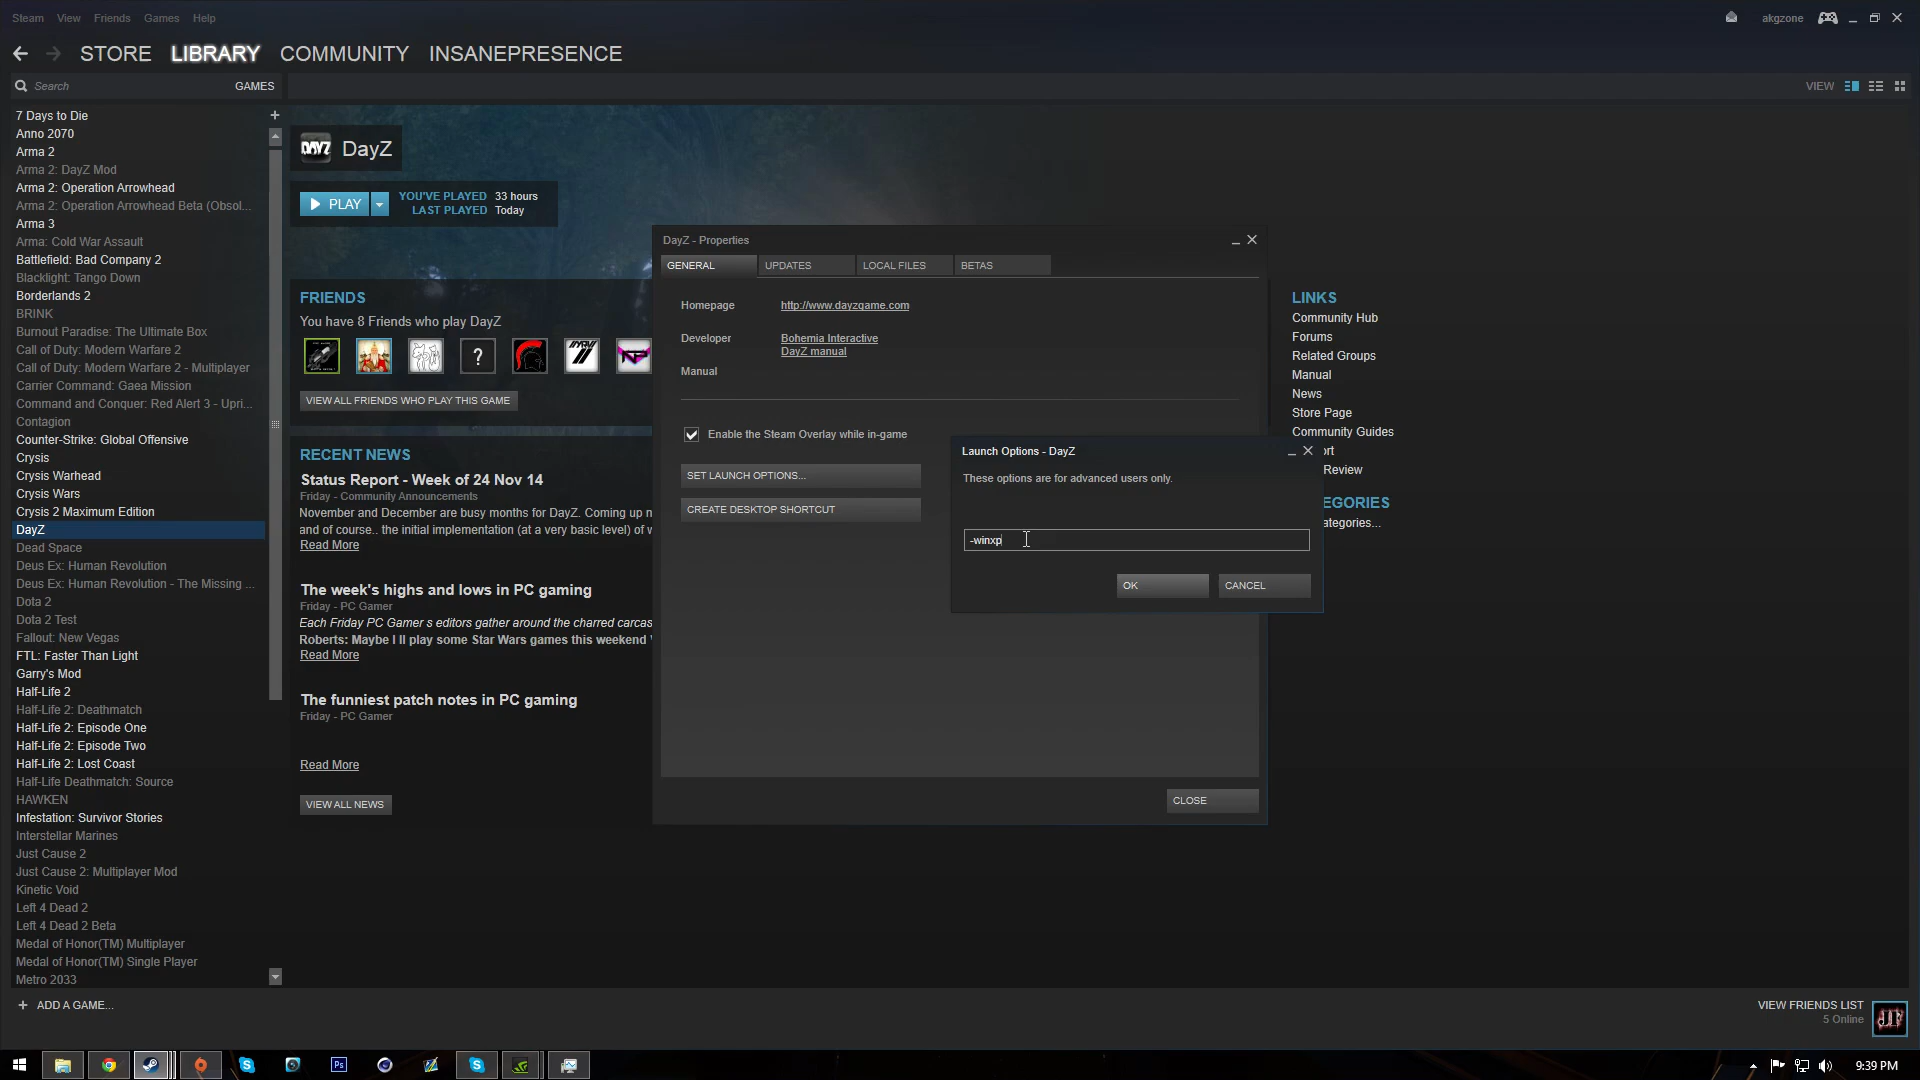 Steam View Friends Games Help
akgzone
STORE LIBRARY COMMUNITY INSANEPRESENCE
Search GAMES
VIEW
7 Days to Die
Anno 2070
Arma 2
Arma 2: DayZ Mod
Arma 2: Operation Arrowhead
Arma 2: Operation Arrowhead Beta (Obsol...
Arma 3
Arma: Cold War Assault
Battlefield: Bad Company 2
Blacklight: Tango Down
Borderlands 2
BRINK
Burnout Paradise: The Ultimate Box
Call of Duty: Modern Warfare 2
Call of Duty: Modern Warfare 2 - Multiplayer
Carrier Command: Gaea Mission
Command and Conquer: Red Alert 3 - Upri...
Contagion
Counter-Strike: Global Offensive
Crysis
Crysis Warhead
Crysis Wars
Crysis 2 Maximum Edition
DayZ
Dead Space
Deus Ex: Human Revolution
Deus Ex: Human Revolution - The Missing ...
Dota 2
Dota 2 Test
Fallout: New Vegas
FTL: Faster Than Light
Garry's Mod
Half-Life 2
Half-Life 2: Deathmatch
Half-Life 2: Episode One
Half-Life 2: Episode Two
Half-Life 2: Lost Coast
Half-Life Deathmatch: Source
HAWKEN
Infestation: Survivor Stories
Interstellar Marines
Just Cause 2
Just Cause 2: Multiplayer Mod
Kinetic Void
Left 4 Dead 2
Left 4 Dead 2 Beta
Medal of Honor(TM) Multiplayer
Medal of Honor(TM) Single Player
Metro 2033
+ ADD A GAME...
DAYZ DayZ
PLAY
YOU'VE PLAYED 33 hours
LAST PLAYED Today
FRIENDS
You have 8 Friends who play DayZ
?
VIEW ALL FRIENDS WHO PLAY THIS GAME
RECENT NEWS
Status Report - Week of 24 Nov 14
Friday - Community Announcements
November and December are busy months for DayZ. Coming up n
and of course.. the initial implementation (at a very basic level) of w
Read More
The week's highs and lows in PC gaming
Friday - PC Gamer
Each Friday PC Gamer s editors gather around the charred carcas
Roberts: Maybe I ll play some Star Wars games this weekend
Read More
The funniest patch notes in PC gaming
Friday - PC Gamer
Read More
VIEW ALL NEWS
DayZ - Properties
GENERAL UPDATES LOCAL FILES BETAS
Homepage http://www.dayzgame.com
Developer Bohemia Interactive
DayZ manual
Manual
Enable the Steam Overlay while in-game
SET LAUNCH OPTIONS...
CREATE DESKTOP SHORTCUT
CLOSE
Launch Options - DayZ
These options are for advanced users only.
-winxp
OK CANCEL
LINKS
Community Hub
Forums
Related Groups
Manual
News
Store Page
Community Guides
ort
Review
EGORIES
ategories...
VIEW FRIENDS LIST
5 Online
Ps
9:39 PM